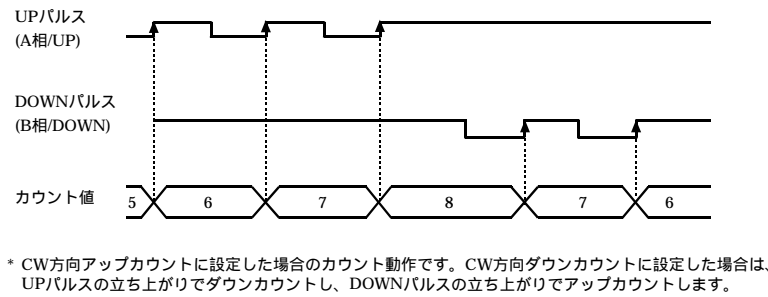 UPパルス
(A相/UP)
DOWNパルス
(B相/DOWN)
カウント値
5 6 7 8 7 6
* CW方向アップカウントに設定した場合のカウント動作です。CW方向ダウンカウントに設定した場合は、
UPパルスの立ち上がりでダウンカウントし、DOWNパルスの立ち上がりでアップカウントします。